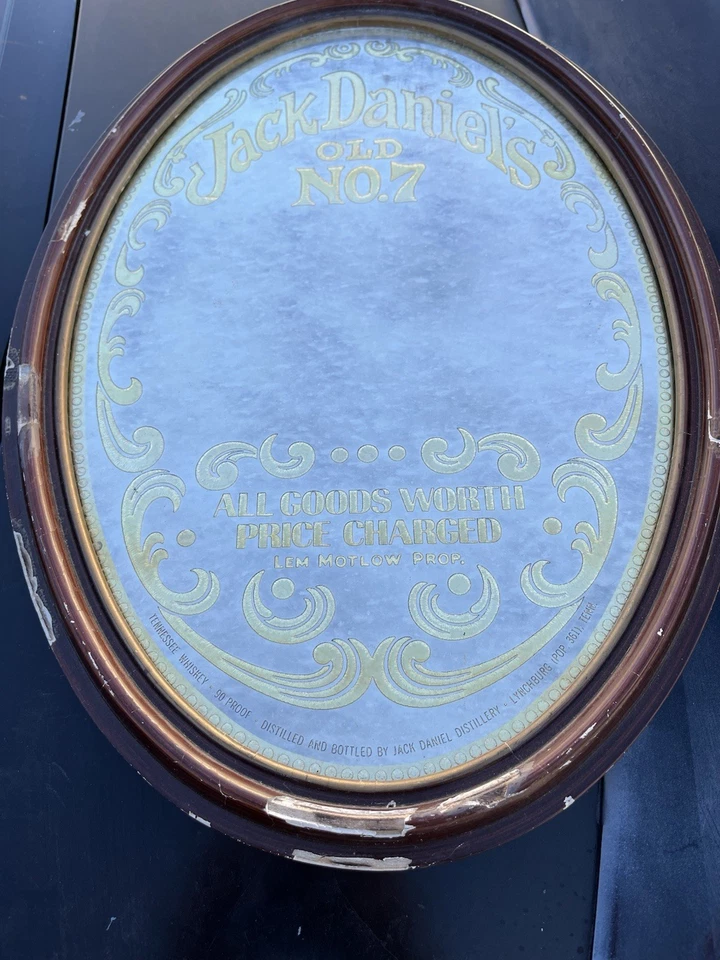 Jack Daniel's
OLD
NO.7
ALL GOODS WORTH
PRICE CHARGED
LEM MOTLOW PROP.
TENNESSEE WHISKEY · 90 PROOF · DISTILLED AND BOTTLED BY JACK DANIEL DISTILLERY · LYNCHBURG (POP. 361), TENN.